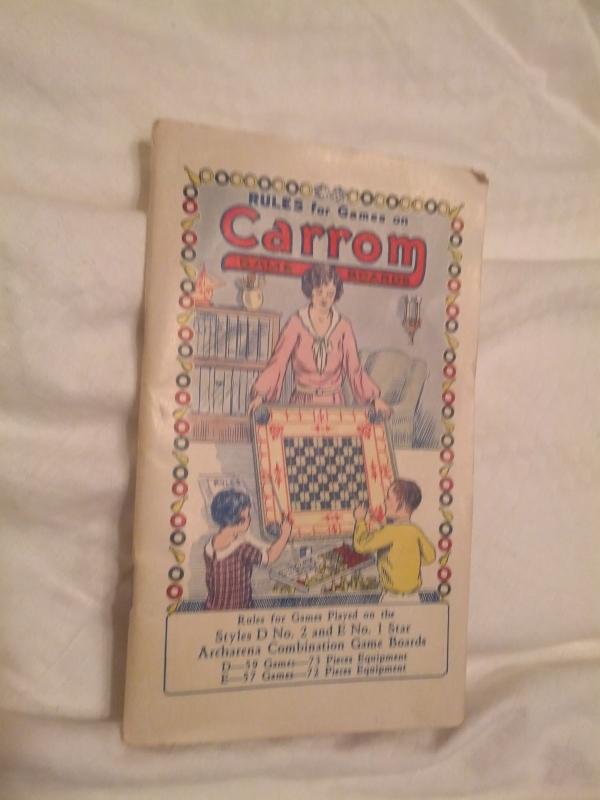 RULES for Games on
Carrom
GAME BOARDS
RULES
Rules for Games Played on the
Styles D No. 2 and E No. 1 Star
Archarena Combination Game Boards
D—59 Games—73 Pieces Equipment
E—57 Games—72 Pieces Equipment